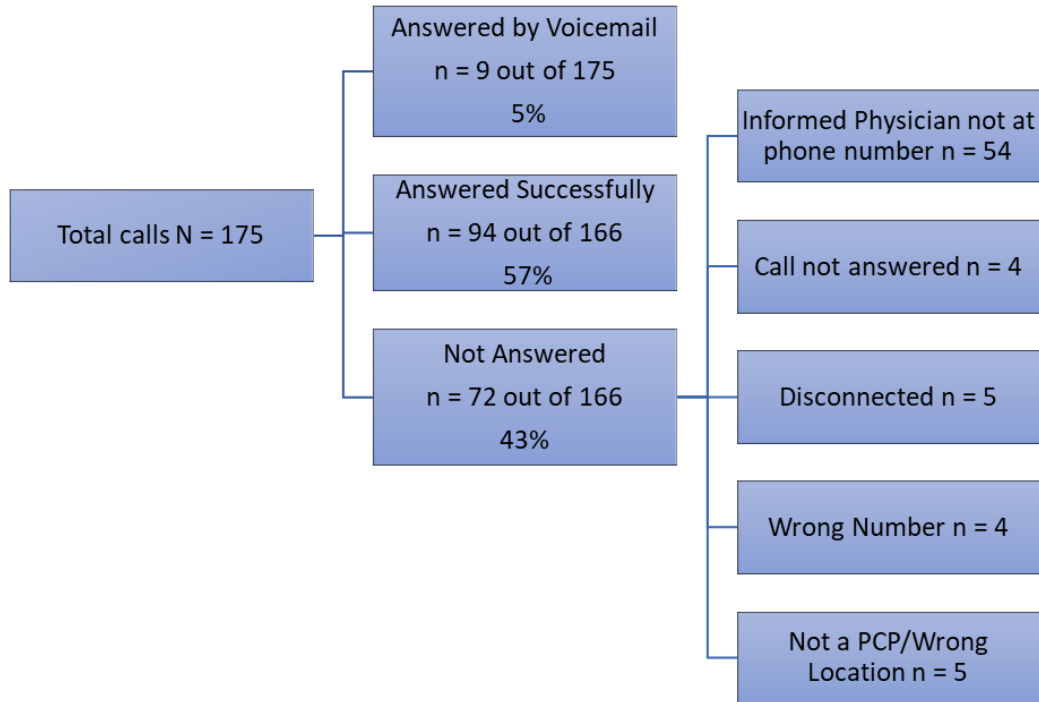 Total calls N = 175
Answered by Voicemail
n = 9 out of 175
5%
Answered Successfully
n = 94 out of 166
57%
Not Answered
n = 72 out of 166
43%
Informed Physician not at
phone number n = 54
Call not answered n = 4
Disconnected n = 5
Wrong Number n = 4
Not a PCP/Wrong
Location n = 5